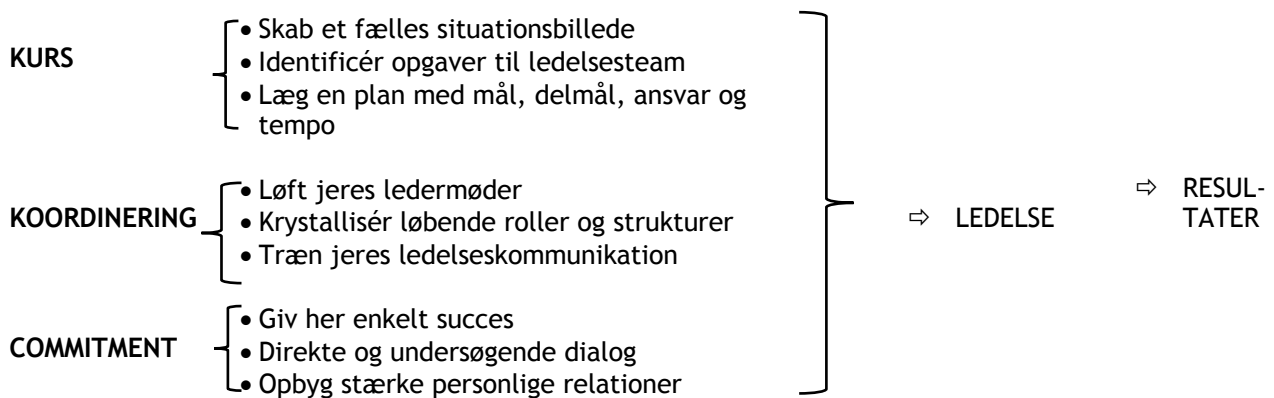 KURS
• Skab et fælles situationsbillede
• Identificér opgaver til ledelsesteam
• Læg en plan med mål, delmål, ansvar og
tempo
KOORDINERING
• Løft jeres ledermøder
• Krystallisér løbende roller og strukturer
• Træn jeres ledelseskommunikation
COMMITMENT
• Giv her enkelt succes
• Direkte og undersøgende dialog
• Opbyg stærke personlige relationer
⇨ LEDELSE
⇨ RESUL-
TATER